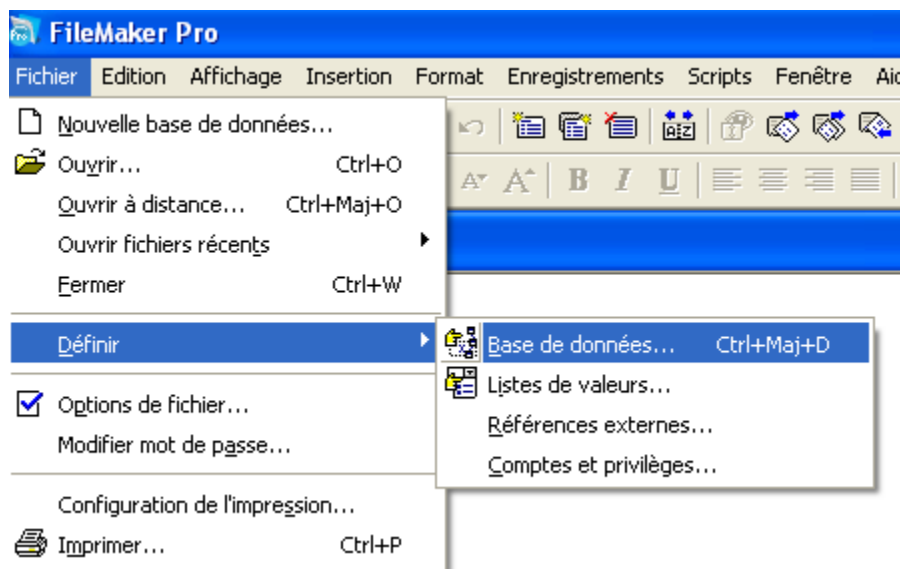 FileMaker Pro
Fichier Edition Affichage Insertion Format Enregistrements Scripts Fenêtre
Nouvelle base de données...
Ouvrir... Ctrl+O
Ouvrir à distance... Ctrl+Maj+O
Ouvrir fichiers récents
Fermer Ctrl+W
Définir
Base de données... Ctrl+Maj+D
Listes de valeurs...
Références externes...
Comptes et privilèges...
Options de fichier...
Modifier mot de passe...
Configuration de l'impression...
Imprimer... Ctrl+P
A A B I U